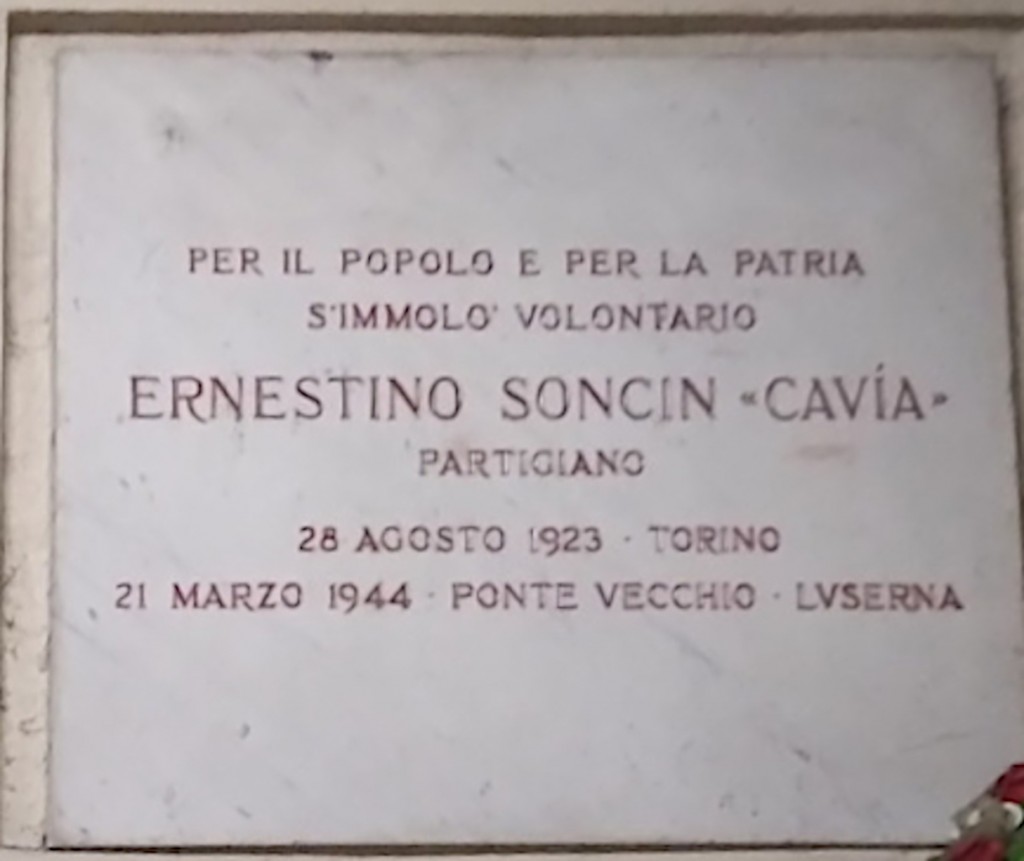 PER IL POPOLO E PER LA PATRIA
S'IMMOLO' VOLONTARIO
ERNESTINO SONCIN «CAVÍA»
PARTIGIANO
28 AGOSTO 1923 · TORINO
21 MARZO 1944 · PONTE VECCHIO · LVSERNA